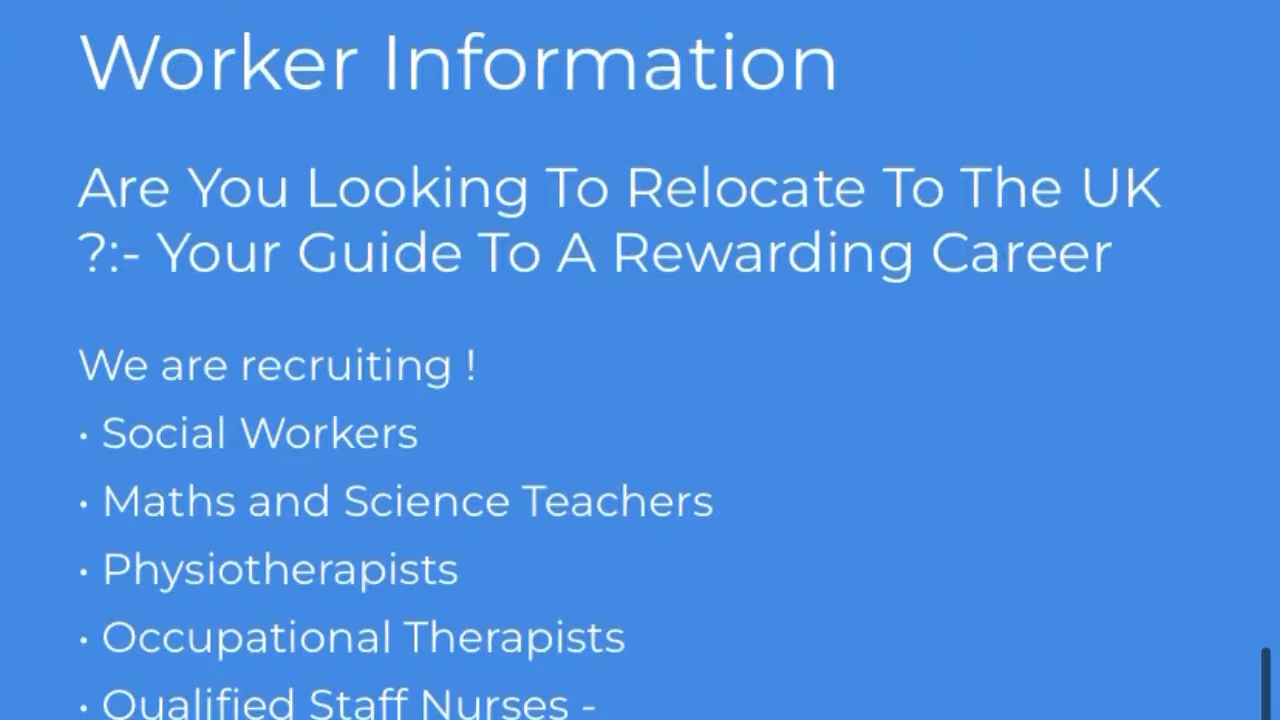 Worker Information
Are You Looking To Relocate To The UK
?:- Your Guide To A Rewarding Career
We are recruiting !
• Social Workers
• Maths and Science Teachers
• Physiotherapists
• Occupational Therapists
• Qualified Staff Nurses -